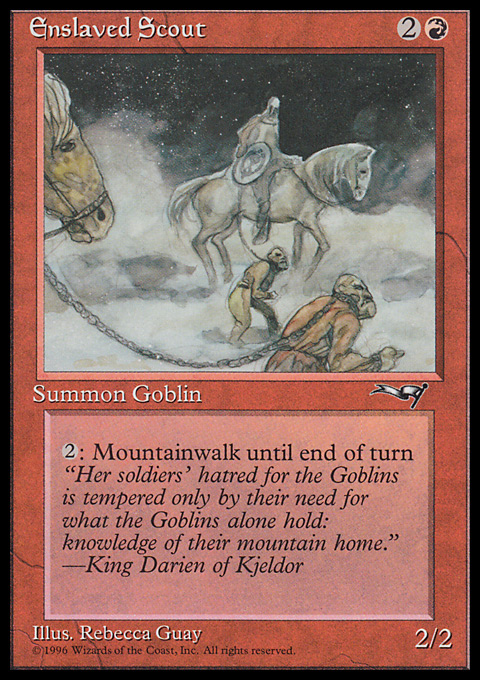 Enslaved Scout 2
Summon Goblin
2: Mountainwalk until end of turn
“Her soldiers’ hatred for the Goblins
is tempered only by their need for
what the Goblins alone hold:
knowledge of their mountain home.”
—King Darien of Kjeldor
Illus. Rebecca Guay 2/2
©1996 Wizards of the Coast, Inc. All rights reserved.